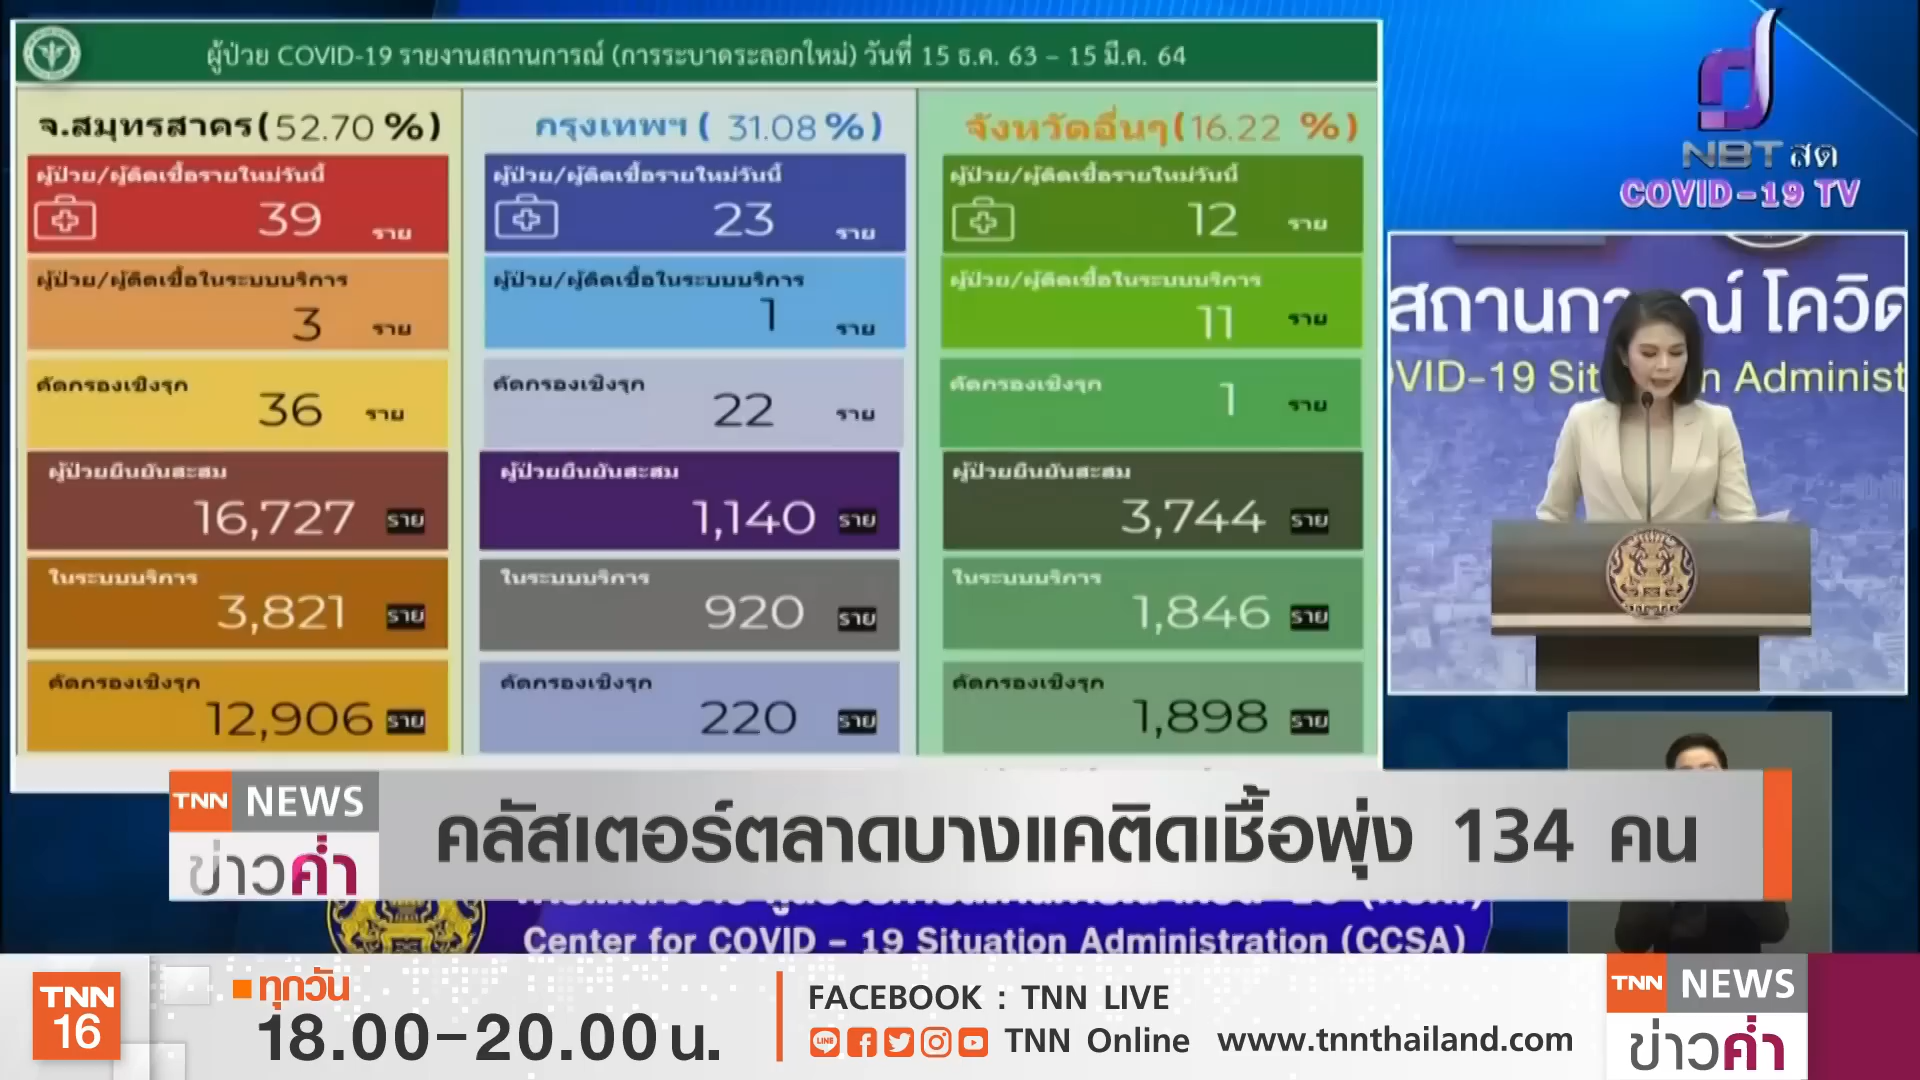 ผู้ป่วย COVID-19 รายงานสถานการณ์ (การระบาดระลอกใหม่) วันที่ 15 ธ.ค. 63 – 15 มี.ค. 64
จ.สมุทรสาคร(52.70 %)
ผู้ป่วย/ผู้ติดเชื้อรายใหม่วันนี้
39 ราย
ผู้ป่วย/ผู้ติดเชื้อในระบบบริการ
3 ราย
คัดกรองเชิงรุก
36 ราย
ผู้ป่วยยืนยันสะสม
16,727 ราย
ในระบบบริการ
3,821 ราย
คัดกรองเชิงรุก
12,906 ราย
กรุงเทพฯ ( 31.08 %)
ผู้ป่วย/ผู้ติดเชื้อรายใหม่วันนี้
23 ราย
ผู้ป่วย/ผู้ติดเชื้อในระบบบริการ
1 ราย
คัดกรองเชิงรุก
22 ราย
ผู้ป่วยยืนยันสะสม
1,140 ราย
ในระบบบริการ
920 ราย
คัดกรองเชิงรุก
220 ราย
จังหวัดอื่นๆ(16.22 %)
ผู้ป่วย/ผู้ติดเชื้อรายใหม่วันนี้
12 ราย
ผู้ป่วย/ผู้ติดเชื้อในระบบบริการ
11 ราย
คัดกรองเชิงรุก
1 ราย
ผู้ป่วยยืนยันสะสม
3,744 ราย
ในระบบบริการ
1,846 ราย
คัดกรองเชิงรุก
1,898 ราย
NBT สด
COVID-19 TV
สถานการณ์ โควิด
VID-19 Sit n Administ
TNN NEWS
ข่าวค่ำ
คลัสเตอร์ตลาดบางแคติดเชื้อพุ่ง 134 คน
Center for COVID – 19 Situation Administration (CCSA)
TNN
16
ทุกวัน
18.00-20.00 น.
FACEBOOK : TNN LIVE
LINE TNN Online www.tnnthailand.com
TNN NEWS
ข่าวค่ำ